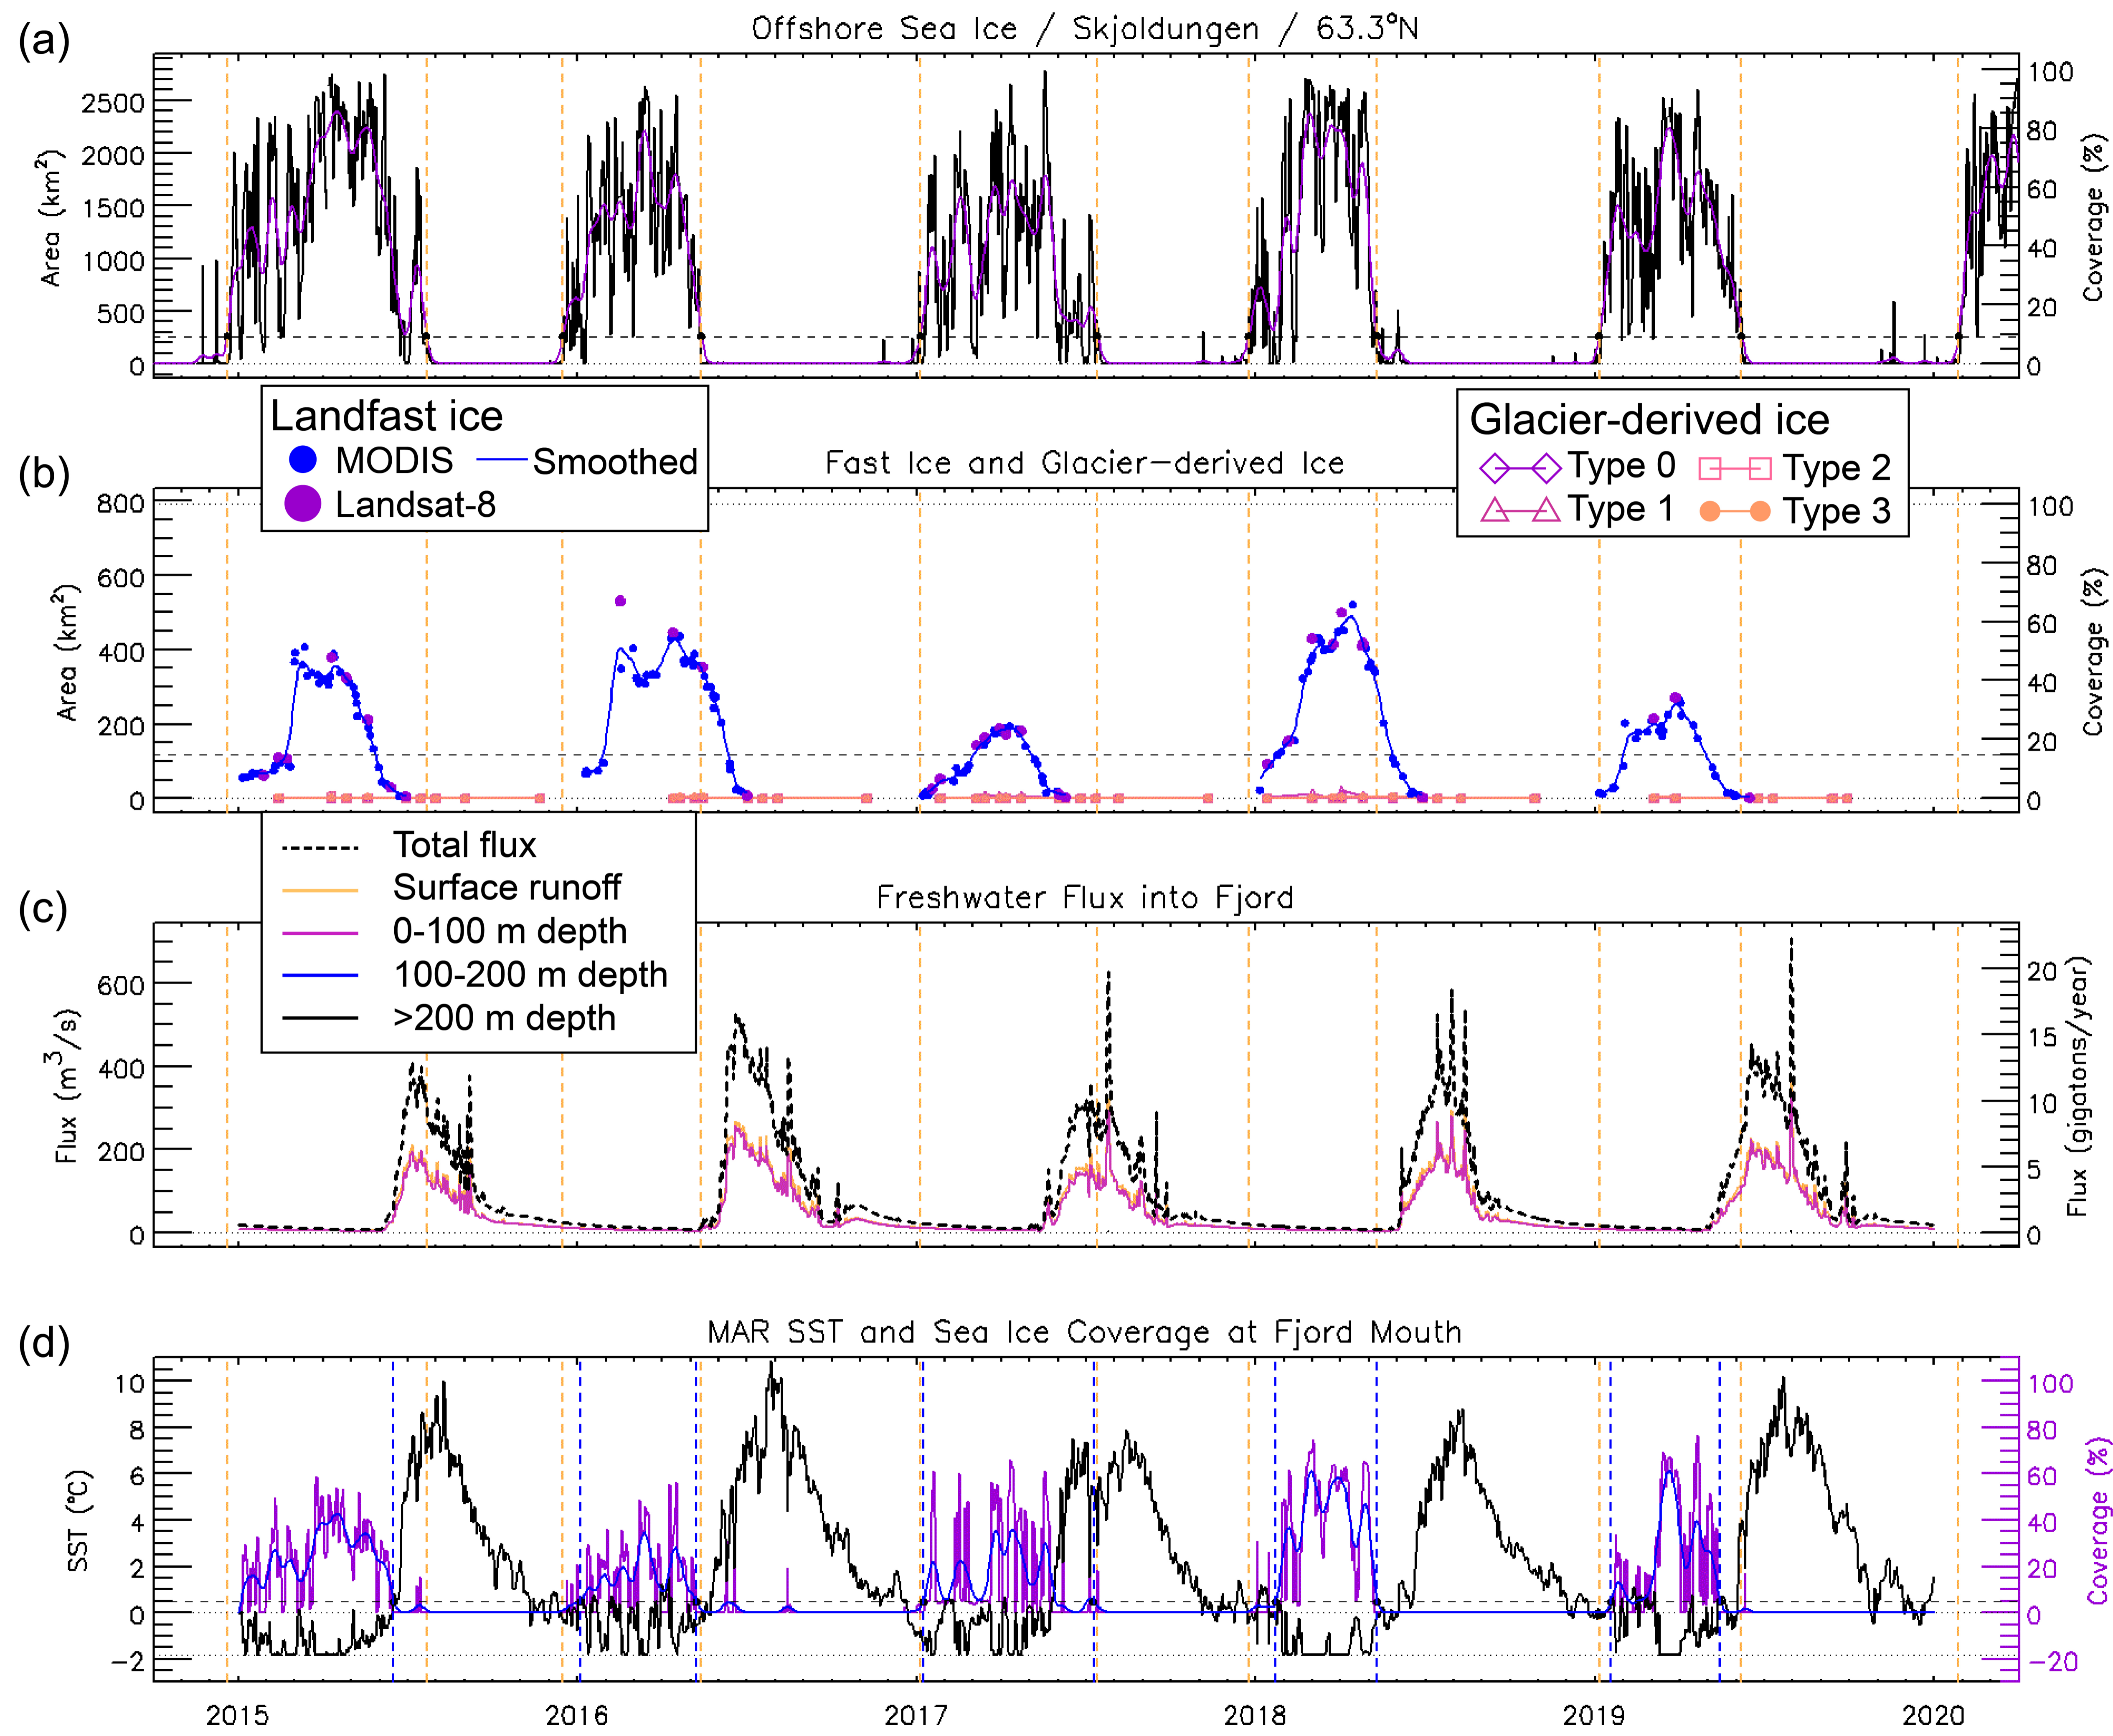 (a)
Offshore Sea Ice / Skjoldungen / 63.3°N
Area (km²)
2500
2000
1500
1000
500
0
100
80
60
40
20
0
Coverage (%)
Landfast ice
MODIS
Smoothed
Landsat-8
Glacier-derived ice
Type 0
Type 2
Type 1
Type 3
(b)
Fast Ice and Glacier-derived Ice
Area (km²)
800
600
400
200
0
100
80
60
40
20
0
Coverage (%)
Total flux
Surface runoff
0-100 m depth
100-200 m depth
>200 m depth
(c)
Freshwater Flux into Fjord
Flux (m³/s)
600
400
200
0
20
15
10
5
0
Flux (gigatons/year)
(d)
MAR SST and Sea Ice Coverage at Fjord Mouth
SST (°C)
10
8
6
4
2
0
-2
100
80
60
40
20
0
-20
Coverage (%)
2015
2016
2017
2018
2019
2020